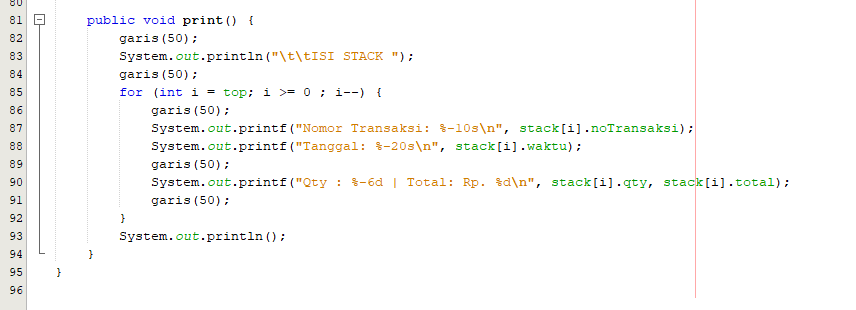 80
81 public void print() {
82 garis(50);
83 System.out.println("\t\tISI STACK ");
84 garis(50);
85 for (int i = top; i >= 0 ; i--) {
86 garis(50);
87 System.out.printf("Nomor Transaksi: %-10s\n", stack[i].noTransaksi);
88 System.out.printf("Tanggal: %-20s\n", stack[i].waktu);
89 garis(50);
90 System.out.printf("Qty : %-6d | Total: Rp. %d\n", stack[i].qty, stack[i].total);
91 garis(50);
92 }
93 System.out.println();
94 }
95 }
96